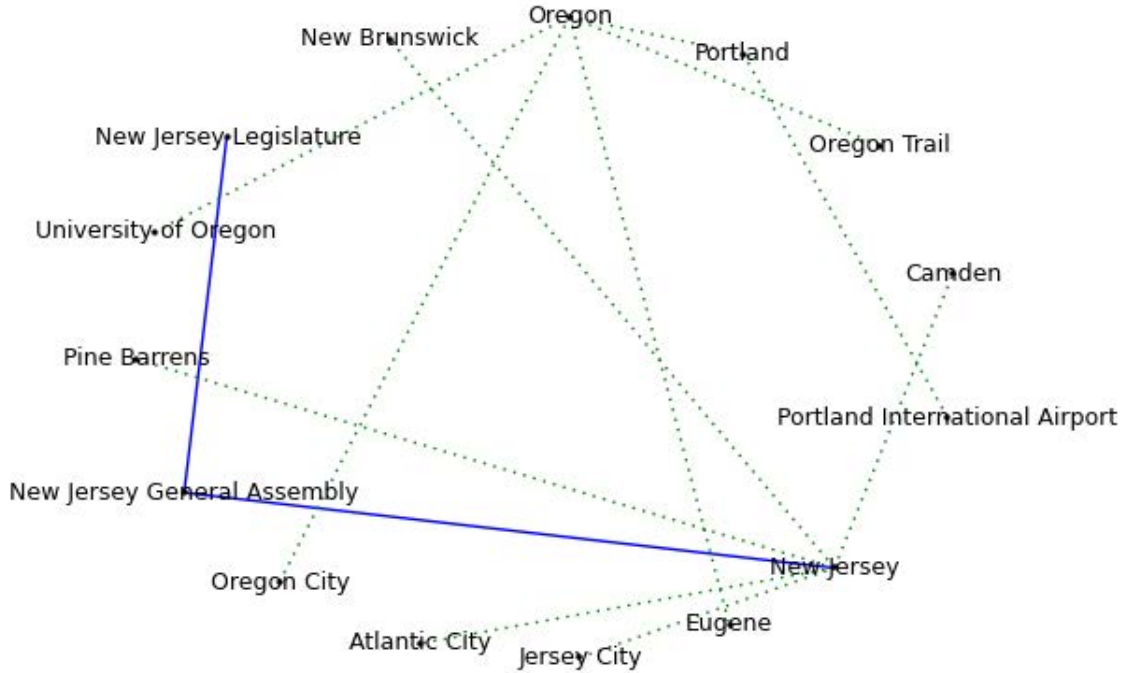 Oregon
New Brunswick
Portland
New Jersey Legislature
Oregon Trail
University of Oregon
Camden
Pine Barrens
Portland International Airport
New Jersey General Assembly
New Jersey
Oregon City
Eugene
Atlantic City
Jersey City